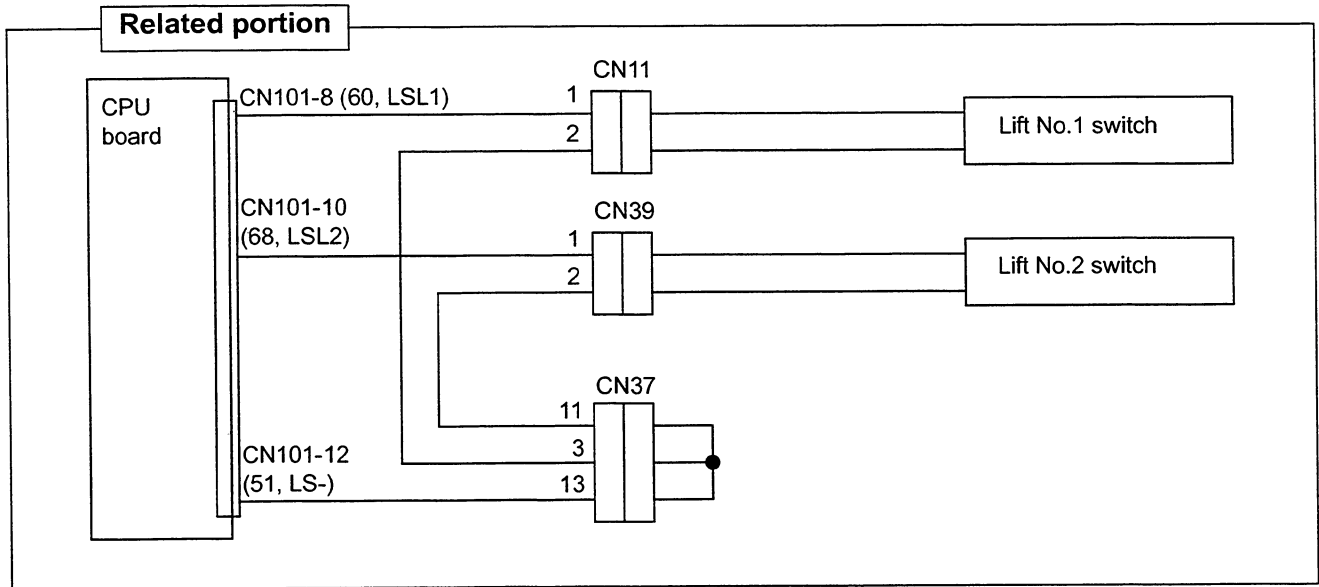 Related portion
CPU
board
CN101-8 (60, LSL1)
CN11
1
2
Lift No.1 switch
CN101-10
(68, LSL2)
CN39
1
2
Lift No.2 switch
CN37
11
3
13
CN101-12
(51, LS-)